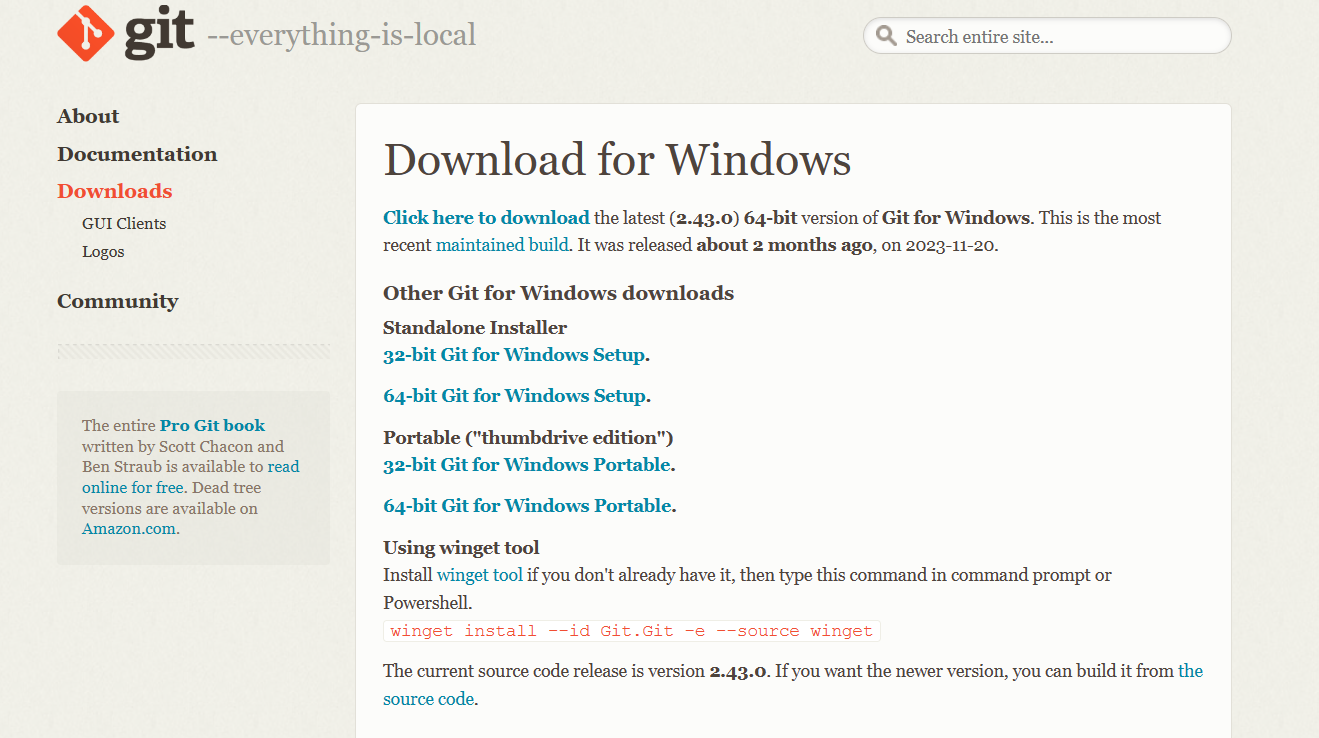 git --everything-is-local
Search entire site...
About
Documentation
Downloads
GUI Clients
Logos
Community
The entire Pro Git book
written by Scott Chacon and
Ben Straub is available to read
online for free. Dead tree
versions are available on
Amazon.com.
Download for Windows
Click here to download the latest (2.43.0) 64-bit version of Git for Windows. This is the most
recent maintained build. It was released about 2 months ago, on 2023-11-20.
Other Git for Windows downloads
Standalone Installer
32-bit Git for Windows Setup.
64-bit Git for Windows Setup.
Portable ("thumbdrive edition")
32-bit Git for Windows Portable.
64-bit Git for Windows Portable.
Using winget tool
Install winget tool if you don't already have it, then type this command in command prompt or
Powershell.
winget install --id Git.Git -e --source winget
The current source code release is version 2.43.0. If you want the newer version, you can build it from the
source code.